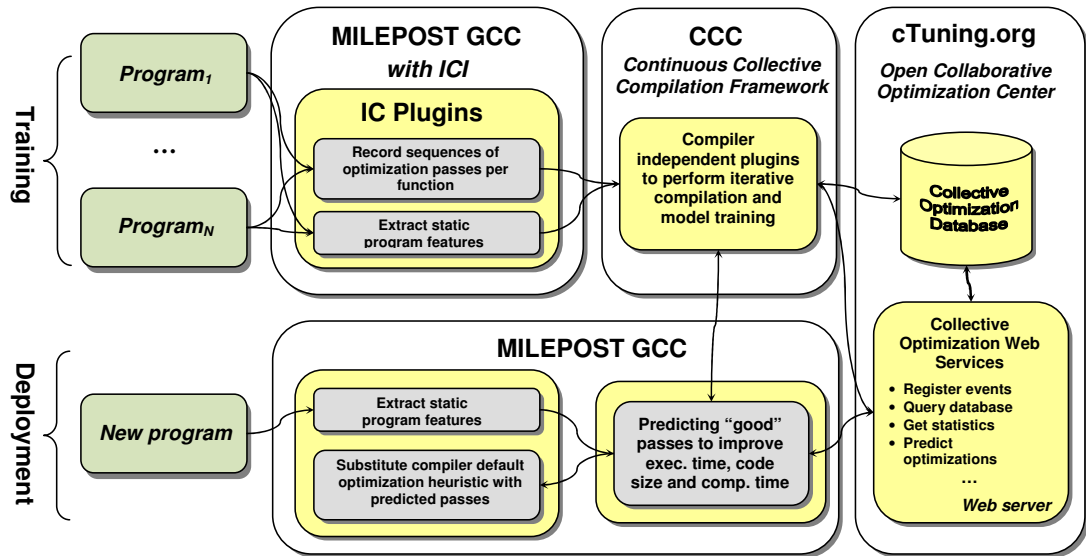 Training
Program1
...
ProgramN
MILEPOST GCC
with ICI
IC Plugins
Record sequences of
optimization passes per
function
Extract static
program features
CCC
Continuous Collective
Compilation Framework
Compiler
independent plugins
to perform iterative
compilation and
model training
cTuning.org
Open Collaborative
Optimization Center
Collective
Optimization
Database
Deployment
New program
MILEPOST GCC
Extract static
program features
Substitute compiler default
optimization heuristic with
predicted passes
Predicting “good”
passes to improve
exec. time, code
size and comp. time
Collective
Optimization Web
Services
• Register events
• Query database
• Get statistics
• Predict
optimizations
...
Web server